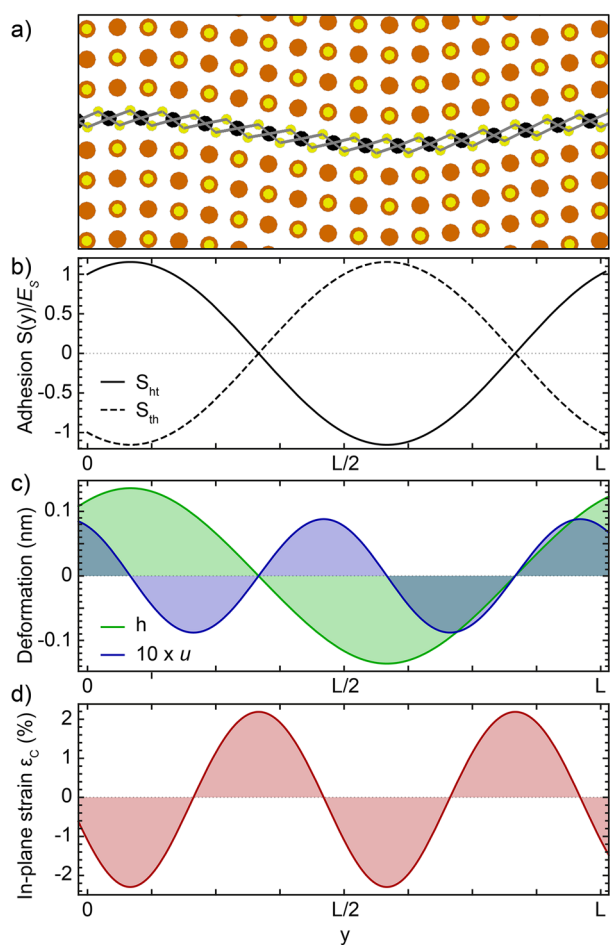 a)
b)
Adhesion S(y)/E_S
1
0.5
0
-0.5
-1
S_ht
S_th
0
L/2
L
c)
Deformation (nm)
0.1
0
-0.1
h
10 x u
0
L/2
L
d)
In-plane strain ε_C (%)
2
1
0
-1
-2
0
L/2
L
y